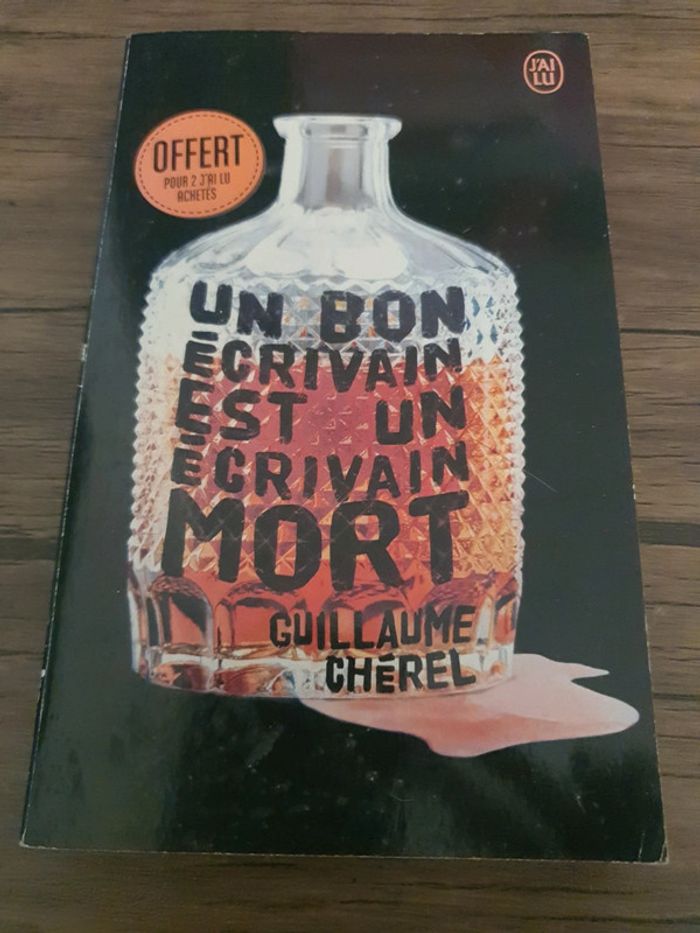 J'AI
LU
OFFERT
POUR 2 J'AI LU
ACHETÉS
UN BON
ÉCRIVAIN
EST UN
ÉCRIVAIN
MORT
GUILLAUME
CHÉREL